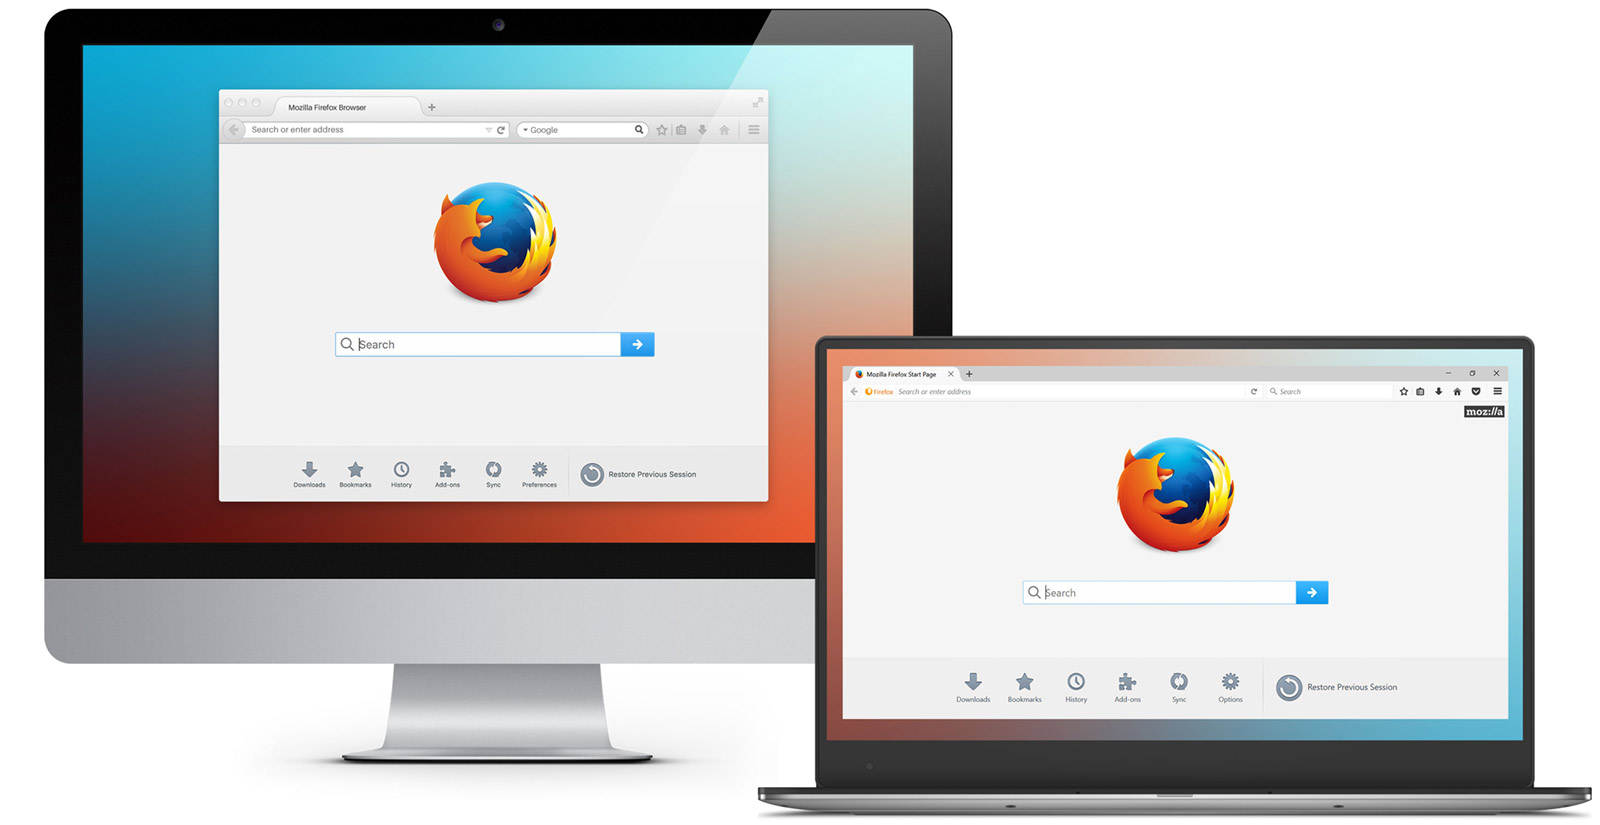 Mozilla Firefox Browser
Search or enter address
Google
Search
Downloads
Bookmarks
History
Add-ons
Sync
Preferences
Restore Previous Session
Mozilla Firefox Start Page
Firefox
Search or enter address
Search
moz://a
Search
Downloads
Bookmarks
History
Add-ons
Sync
Options
Restore Previous Session